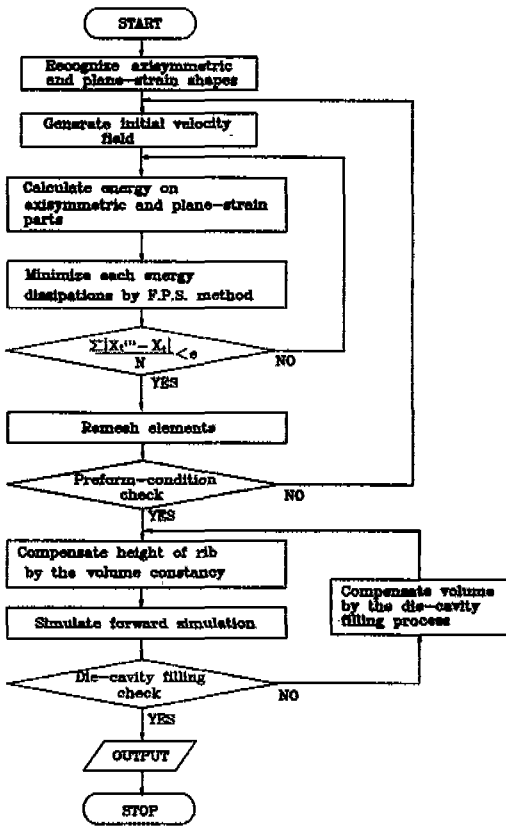 START
Recognize axisymmetric
and plane-strain shapes
Generate initial velocity
field
Calculate energy on
axisymmetric and plane-strain
parts
Minimize each energy
dissipations by F.P.S. method
NO
YES
Remesh elements
Preform-condition
check
NO
YES
Compensate height of rib
by the volume constancy
Compensate volume
by the die-cavity
filling process
Simulate forward simulation
Die-cavity filling
check
NO
YES
OUTPUT
STOP